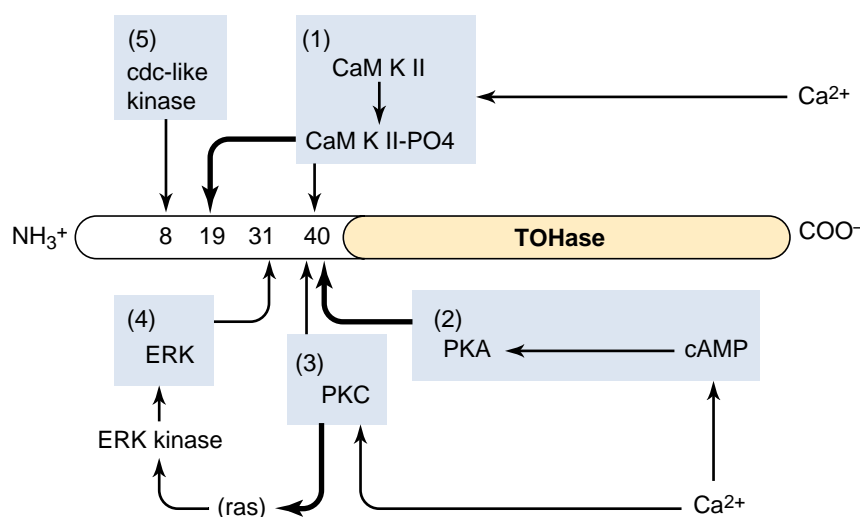 (5)
cdc-like
kinase
(1)
CaM K II
CaM K II-PO4
Ca2+
NH3+
8 19 31 40
TOHase
COO–
(4)
ERK
(3)
PKC
(2)
PKA
cAMP
ERK kinase
(ras)
Ca2+